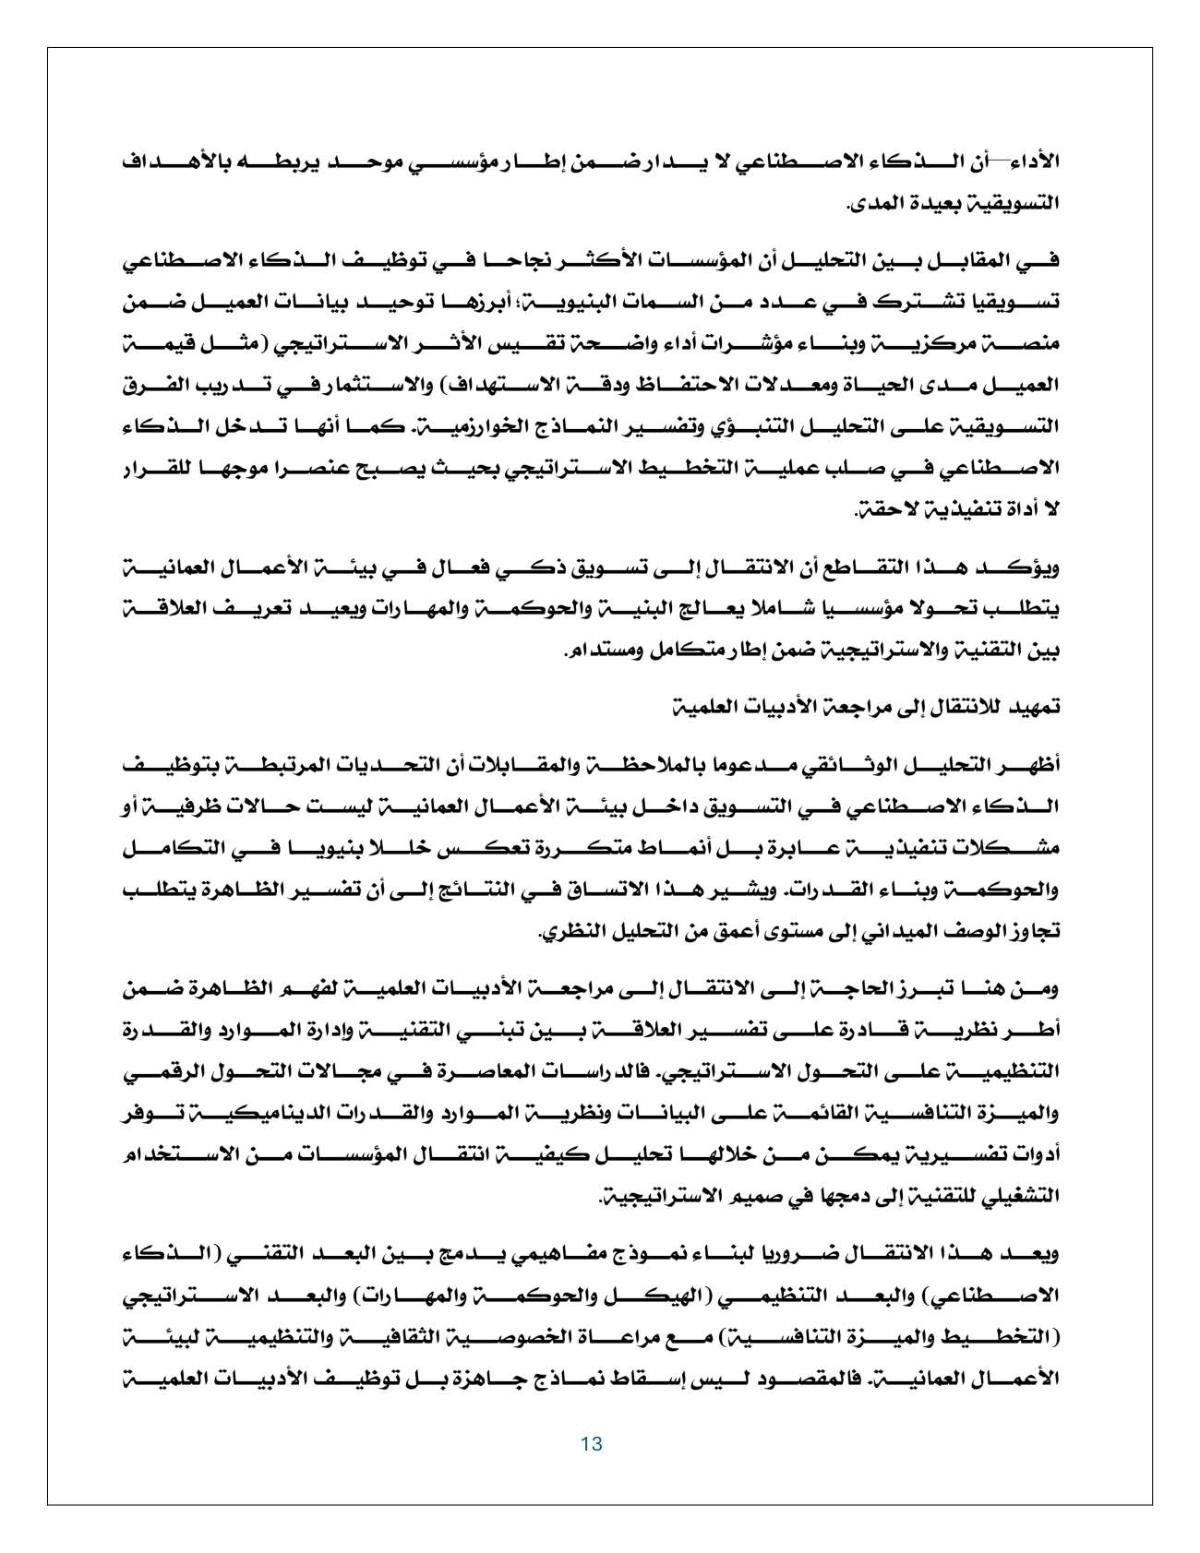 الأداء—أن الذكاء الاصطناعي لا يدار ضمن إطار مؤسسي موحد يربطه بالأهداف
التسويقية بعيدة المدى.
في المقابل بين التحليل أن المؤسسات الأكثر نجاحا في توظيف الذكاء الاصطناعي
تسويقيا تشترك في عدد من السمات البنيوية؛ أبرزها توحيد بيانات العميل ضمن
منصة مركزية وبناء مؤشرات أداء واضحة تقيس الأثر الاستراتيجي (مثل قيمة
العميل مدى الحياة ومعدلات الاحتفاظ ودقة الاستهداف) والاستثمار في تدريب الفرق
التسويقية على التحليل التنبؤي وتفسير النماذج الخوارزمية. كما أنها تدخل الذكاء
الاصطناعي في صلب عملية التخطيط الاستراتيجي بحيث يصبح عنصرا موجها للقرار
لا أداة تنفيذية لاحقة.
ويؤكد هذا التقاطع أن الانتقال إلى تسويق ذكي فعال في بيئة الأعمال العمانية
يتطلب تحولا مؤسسيا شاملا يعالج البنية والحوكمة والمهارات ويعيد تعريف العلاقة
بين التقنية والاستراتيجية ضمن إطار متكامل ومستدام.
تمهيد للانتقال إلى مراجعة الأدبيات العلمية
أظهر التحليل الوثائقي مدعوما بالملاحظة والمقابلات أن التحديات المرتبطة بتوظيف
الذكاء الاصطناعي في التسويق داخل بيئة الأعمال العمانية ليست حالات ظرفية أو
مشكلات تنفيذية عابرة بل أنماط متكررة تعكس خللا بنيويا في التكامل
والحوكمة وبناء القدرات. ويشير هذا الاتساق في النتائج إلى أن تفسير الظاهرة يتطلب
تجاوز الوصف الميداني إلى مستوى أعمق من التحليل النظري.
ومن هنا تبرز الحاجة إلى الانتقال إلى مراجعة الأدبيات العلمية لفهم الظاهرة ضمن
أطر نظرية قادرة على تفسير العلاقة بين تبني التقنية وإدارة الموارد والقدرة
التنظيمية على التحول الاستراتيجي. فالدراسات المعاصرة في مجالات التحول الرقمي
والميزة التنافسية القائمة على البيانات ونظرية الموارد والقدرات الديناميكية توفر
أدوات تفسيرية يمكن من خلالها تحليل كيفية انتقال المؤسسات من الاستخدام
التشغيلي للتقنية إلى دمجها في صميم الاستراتيجية.
ويعد هذا الانتقال ضروريا لبناء نموذج مفاهيمي يدمج بين البعد التقني (الذكاء
الاصطناعي) والبعد التنظيمي (الهيكل والحوكمة والمهارات) والبعد الاستراتيجي
(التخطيط والميزة التنافسية) مع مراعاة الخصوصية الثقافية والتنظيمية لبيئة
الأعمال العمانية. فالمقصود ليس إسقاط نماذج جاهزة بل توظيف الأدبيات العلمية
13